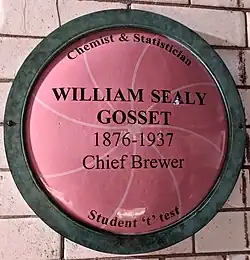 Chemist & Statistician
WILLIAM SEALY
GOSSET
1876-1937
Chief Brewer
Student 't' test